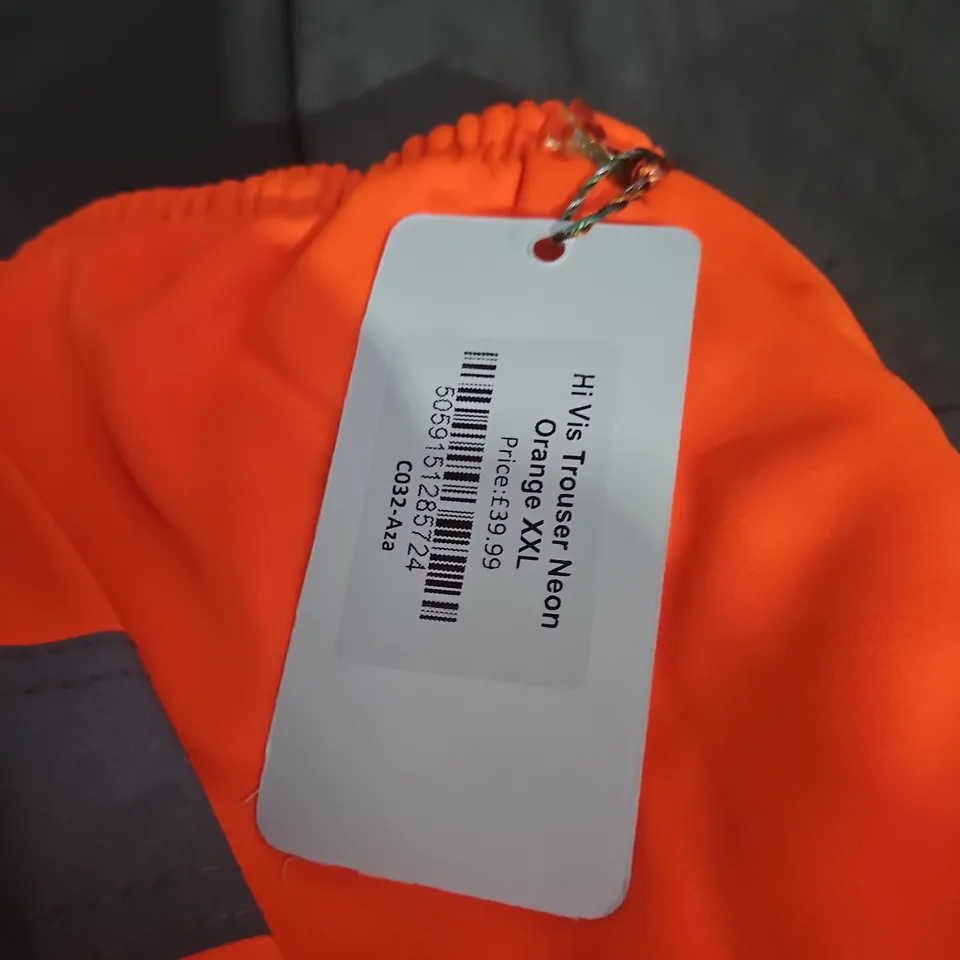 Hi Vis Trouser Neon
Orange XXL
Price:£39.99
5059151285724
C032-Aza